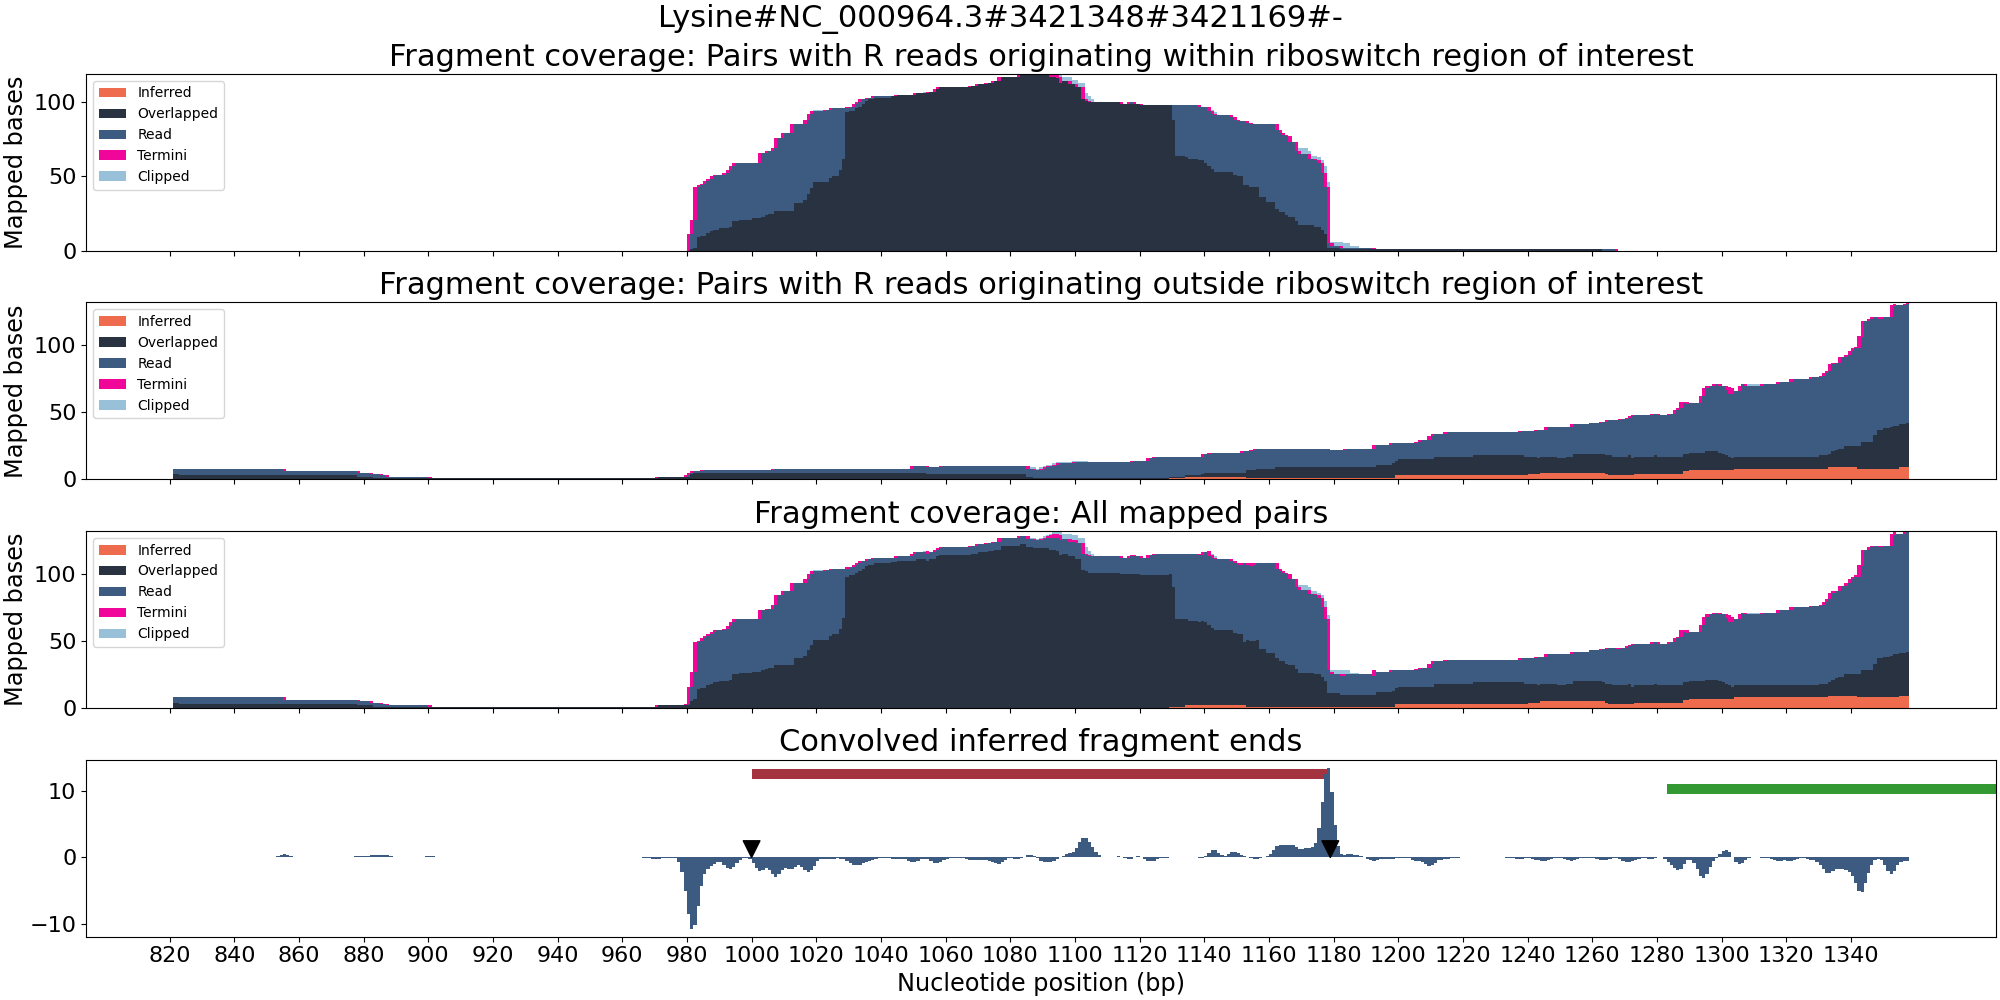 Lysine#NC_000964.3#3421348#3421169#-
Fragment coverage: Pairs with R reads originating within riboswitch region of interest
Mapped bases
100
50
0
Inferred
Overlapped
Read
Termini
Clipped
Fragment coverage: Pairs with R reads originating outside riboswitch region of interest
Mapped bases
100
50
0
Inferred
Overlapped
Read
Termini
Clipped
Fragment coverage: All mapped pairs
Mapped bases
100
50
0
Inferred
Overlapped
Read
Termini
Clipped
Convolved inferred fragment ends
10
0
−10
820 840 860 880 900 920 940 960 980 1000 1020 1040 1060 1080 1100 1120 1140 1160 1180 1200 1220 1240 1260 1280 1300 1320 1340
Nucleotide position (bp)